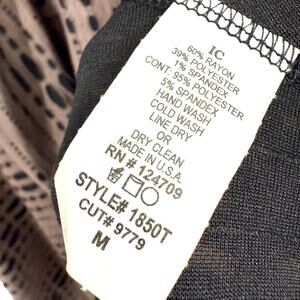 IC
60% RAYON
39% POLYESTER
1% SPANDEX
CONT: 95% POLYESTER
5% SPANDEX
HAND WASH
COLD WASH
LINE DRY
OR
DRY CLEAN
MADE IN U.S.A.
RN # 124709
STYLE# 1850T
CUT# 9779
M